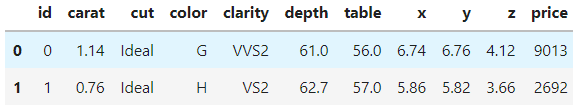 id carat cut color clarity depth table x y z price
0 0 1.14 Ideal G VVS2 61.0 56.0 6.74 6.76 4.12 9013
1 1 0.76 Ideal H VS2 62.7 57.0 5.86 5.82 3.66 2692